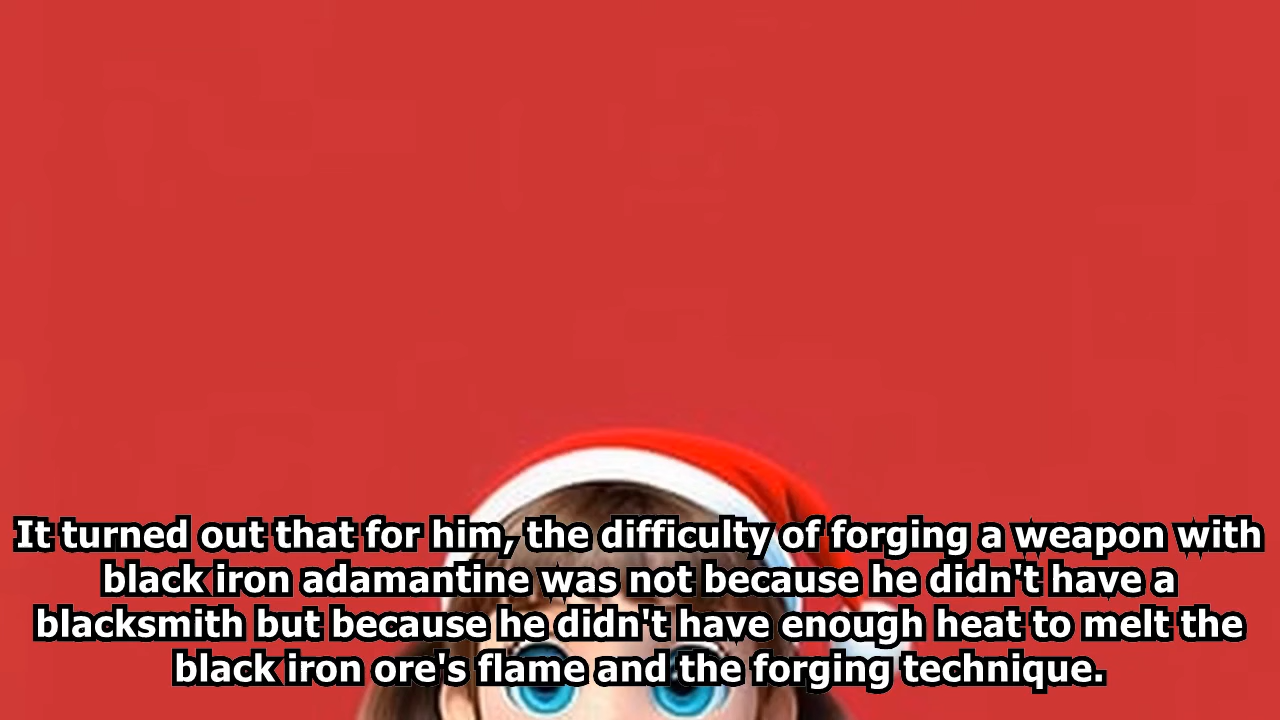 It turned out that for him, the difficulty of forging a weapon with
black iron adamantine was not because he didn't have a
blacksmith but because he didn't have enough heat to melt the
black iron ore's flame and the forging technique.